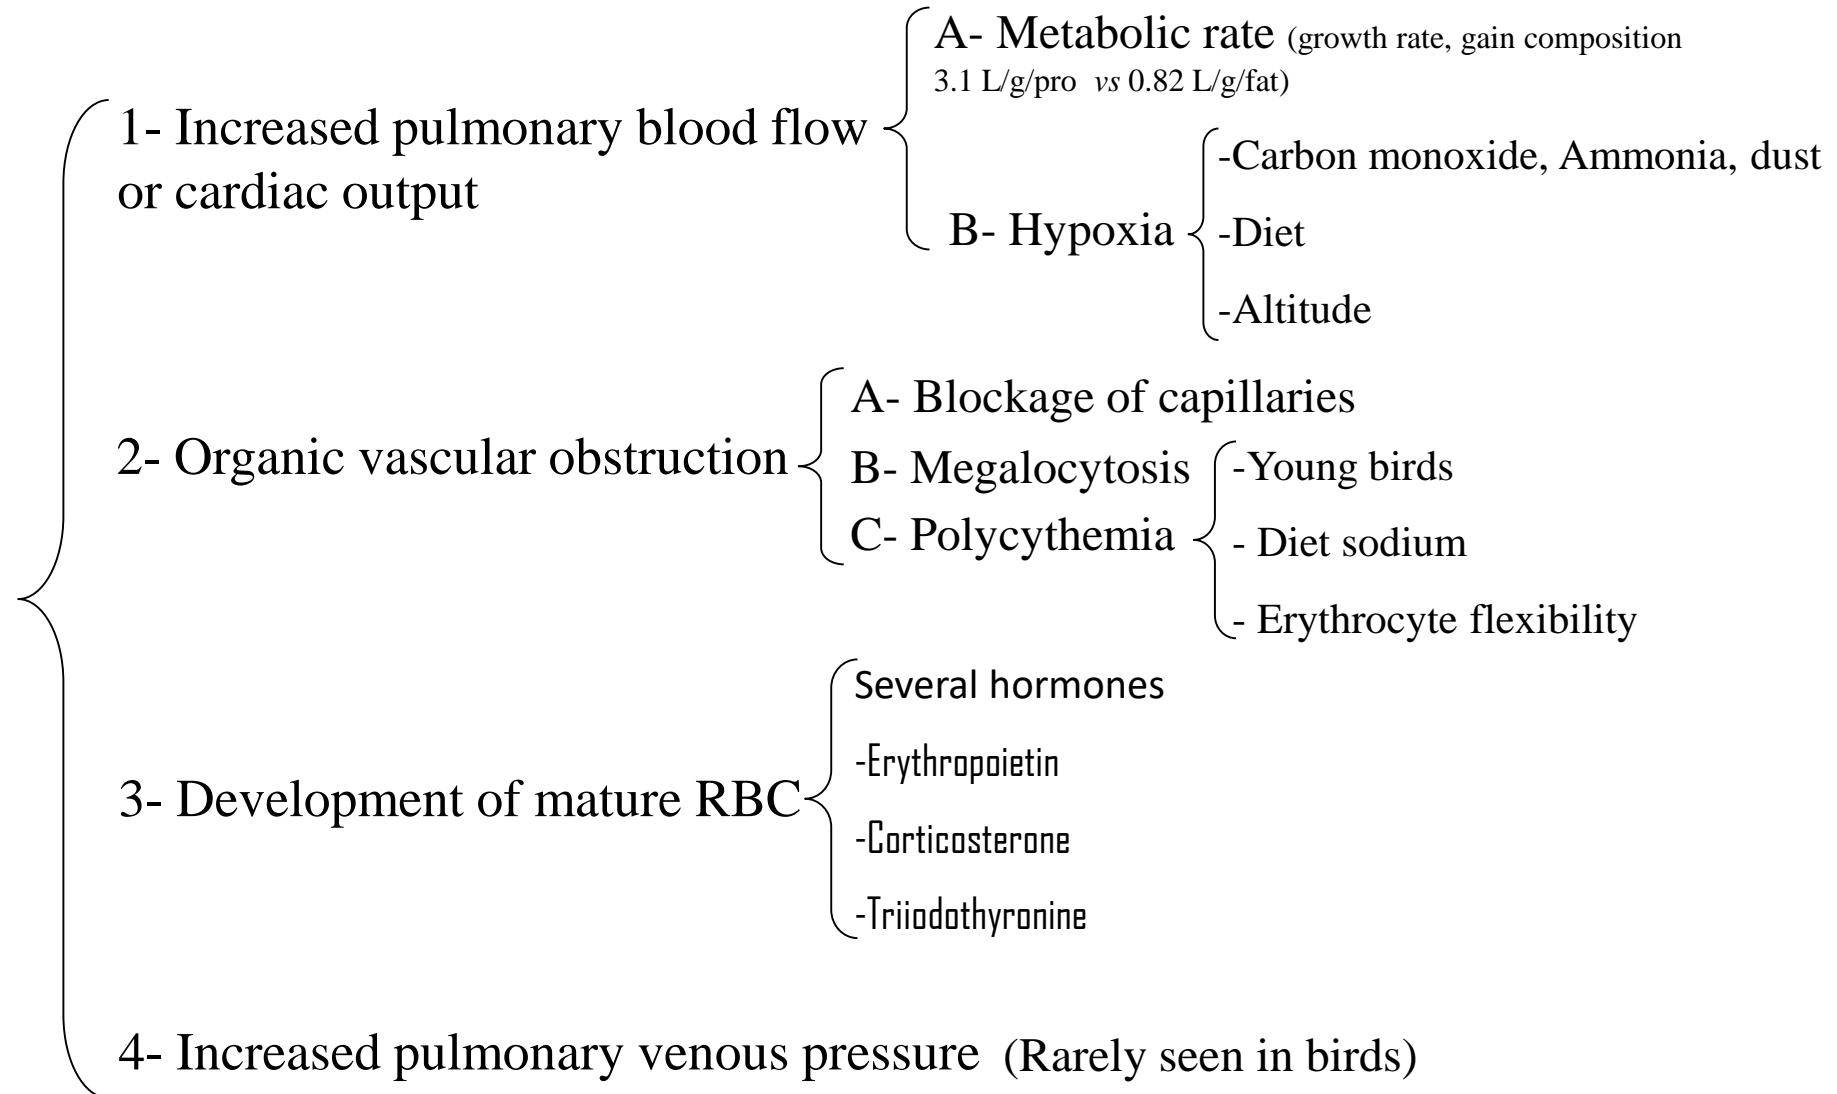 A- Metabolic rate (growth rate, gain composition
3.1 L/g/pro vs 0.82 L/g/fat)
1- Increased pulmonary blood flow
or cardiac output
-Carbon monoxide, Ammonia, dust
B- Hypoxia
-Diet
-Altitude
A- Blockage of capillaries
2- Organic vascular obstruction
B- Megalocytosis
-Young birds
C- Polycythemia
- Diet sodium
- Erythrocyte flexibility
Several hormones
-Erythropoietin
3- Development of mature RBC
-Corticosterone
-Triiodothyronine
4- Increased pulmonary venous pressure (Rarely seen in birds)